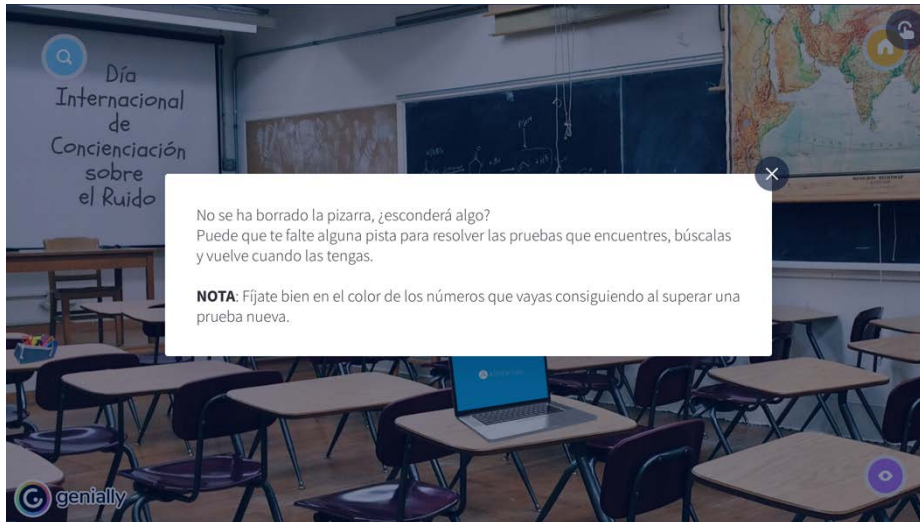 Día
Internacional
de
Concienciación
sobre
el Ruido
No se ha borrado la pizarra, ¿esconderá algo?
Puede que te falte alguna pista para resolver las pruebas que encuentres, búscalas
y vuelve cuando las tengas.
NOTA: Fíjate bien en el color de los números que vayas consiguiendo al superar una
prueba nueva.
genially